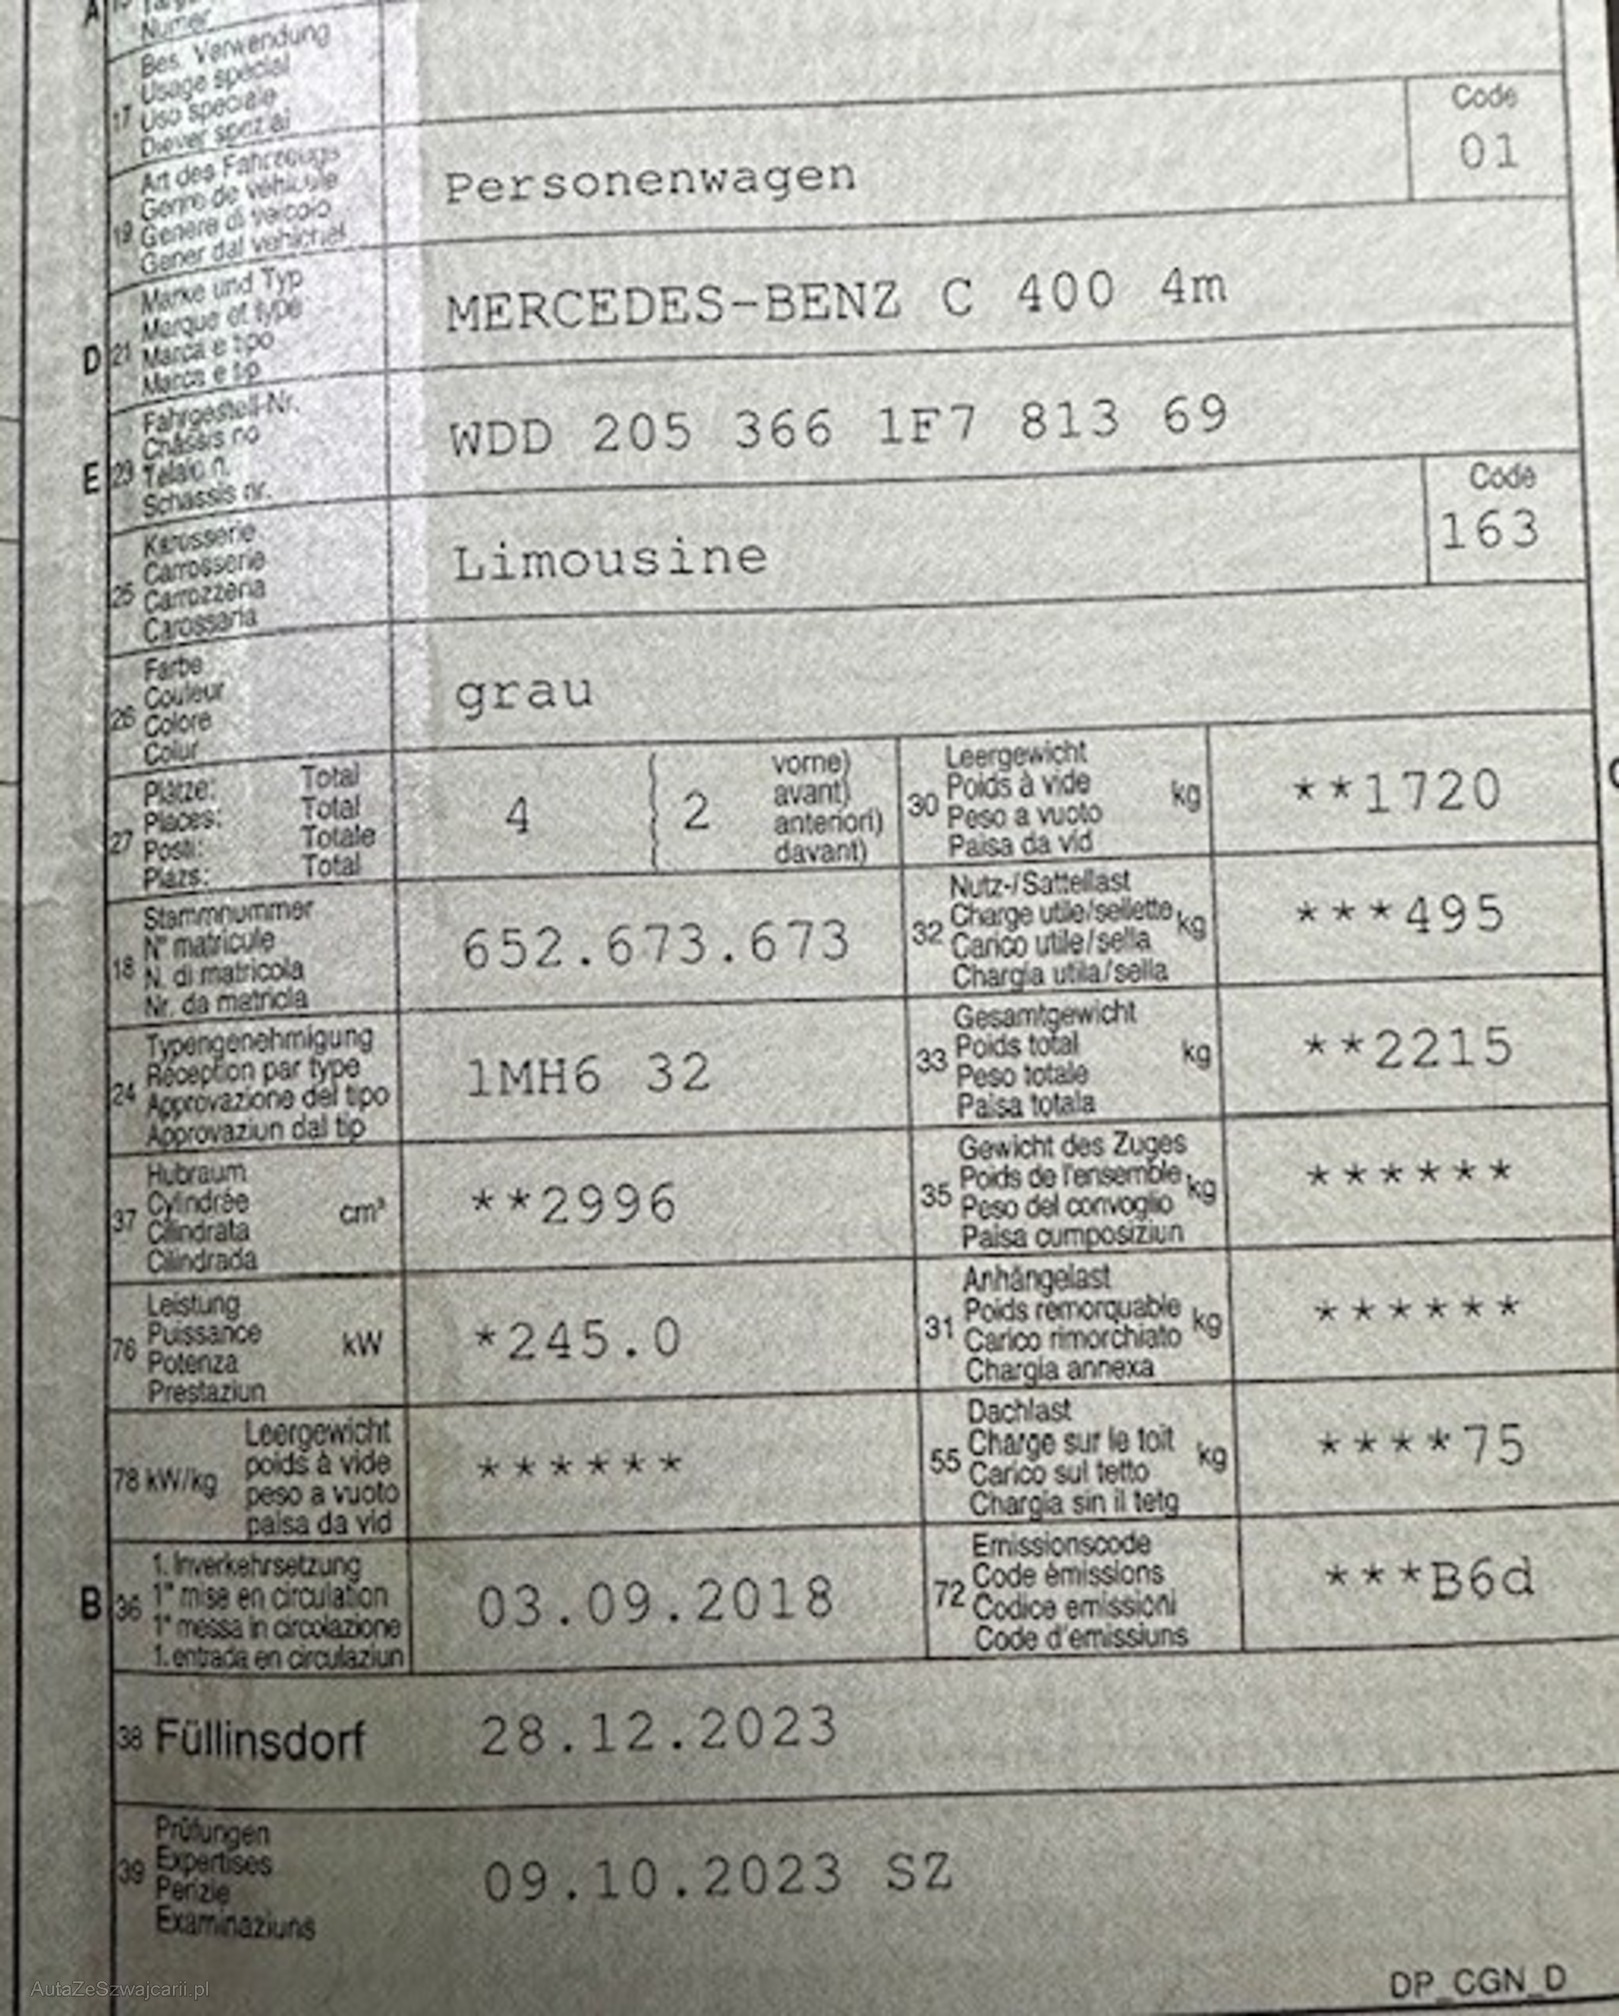 A
Numer
17 Bes. Verwendung
Usage spécial
Uso speciale
Diever spezial
19 Art des Fahrzeugs
Genre de véhicule
Genere di veicolo
Gener dal vehichel
Personenwagen
Code
01
D 21 Marke und Typ
Marque et type
Marca e tipo
Marca e tip
MERCEDES-BENZ C 400 4m
E 23 Fahrgestell-Nr.
Châssis no
Telaio n.
Schassis nr.
WDD 205 366 1F7 813 69
25 Karosserie
Carrosserie
Carrozzeria
Carossaria
Limousine
Code
163
26 Farbe
Couleur
Colore
Colur
grau
27 Plätze: Total
Places: Total
Posti: Totale
Plazs: Total
4 { 2
vorne)
avant)
anteriori)
davant)
30 Leergewicht
Poids à vide
Peso a vuoto
Paisa da vid
kg
**1720
18 Stammnummer
N° matricule
N. di matricola
Nr. da matricla
652.673.673
32 Nutz-/Sattellast
Charge utile/sellette
Carico utile/sella
Chargia utila/sella
kg
***495
24 Typengenehmigung
Réception par type
Approvazione del tipo
Approvaziun dal tip
1MH6 32
33 Gesamtgewicht
Poids total
Peso totale
Paisa totala
kg
**2215
37 Hubraum
Cylindrée
Cilindrata
Cilindrada
cm³
**2996
35 Gewicht des Zuges
Poids de l'ensemble
Peso del convoglio
Paisa cumposiziun
kg
******
76 Leistung
Puissance
Potenza
Prestaziun
kW
*245.0
31 Anhängelast
Poids remorquable
Carico rimorchiato
Chargia annexa
kg
******
78 kW/kg
Leergewicht
poids à vide
peso a vuoto
paisa da vid
******
55 Dachlast
Charge sur le toit
Carico sul tetto
Chargia sin il tetg
kg
****75
B 36 1. Inverkehrsetzung
1re mise en circulation
1a messa in circolazione
1. entrada en circulaziun
03.09.2018
72 Emissionscode
Code émissions
Codice emissioni
Code d'emissiuns
***B6d
38 Füllinsdorf 28.12.2023
39 Prüfungen
Expertises
Perizie
Examinaziuns
09.10.2023 SZ
AutaZeSzwajcarii.pl
DP_CGN_D